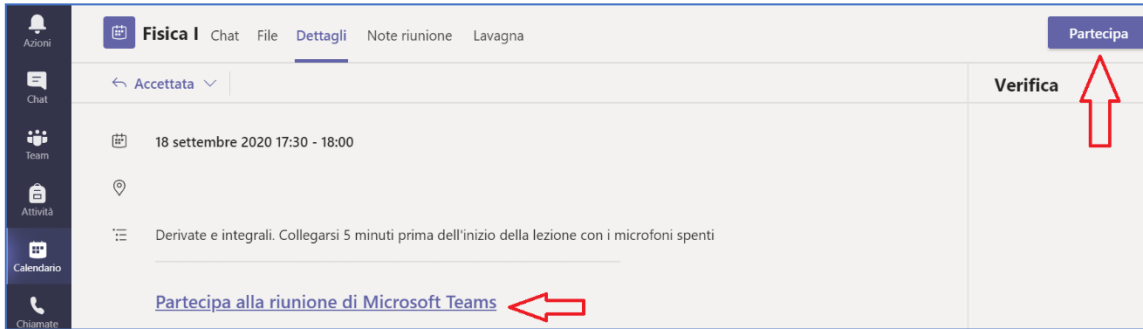 Azioni
Chat
Team
Attività
Calendario
Chiamate
Fisica I Chat File Dettagli Note riunione Lavagna Partecipa
Accettata Verifica
18 settembre 2020 17:30 - 18:00
Derivate e integrali. Collegarsi 5 minuti prima dell'inizio della lezione con i microfoni spenti
Partecipa alla riunione di Microsoft Teams